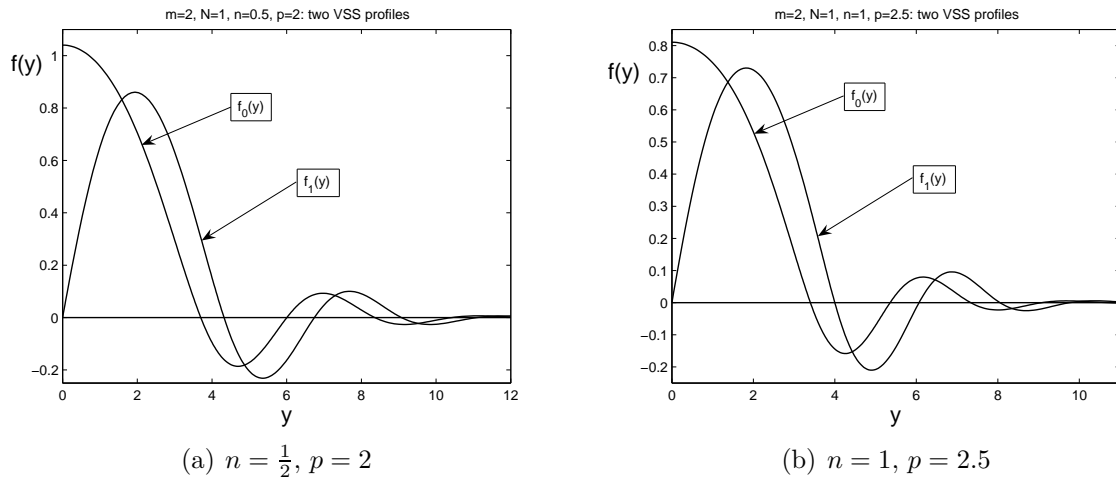 m=2, N=1, n=0.5, p=2: two VSS profiles
f(y)
1
0.8
0.6
0.4
0.2
0
−0.2
0 2 4 6 8 10 12
y
f₀(y)
f₁(y)
(a) n = ½, p = 2
m=2, N=1, n=1, p=2.5: two VSS profiles
f(y)
0.8
0.7
0.6
0.5
0.4
0.3
0.2
0.1
0
−0.1
−0.2
0 2 4 6 8 10
y
f₀(y)
f₁(y)
(b) n = 1, p = 2.5